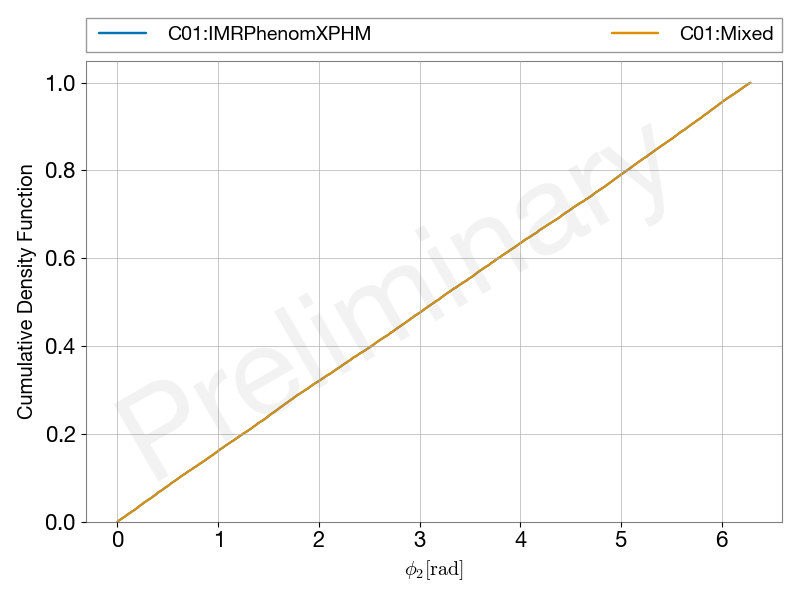 C01:IMRPhenomXPHM C01:Mixed
1.0
0.8
0.6
0.4
0.2
0.0
Cumulative Density Function
Preliminary
0 1 2 3 4 5 6
ϕ₂[rad]